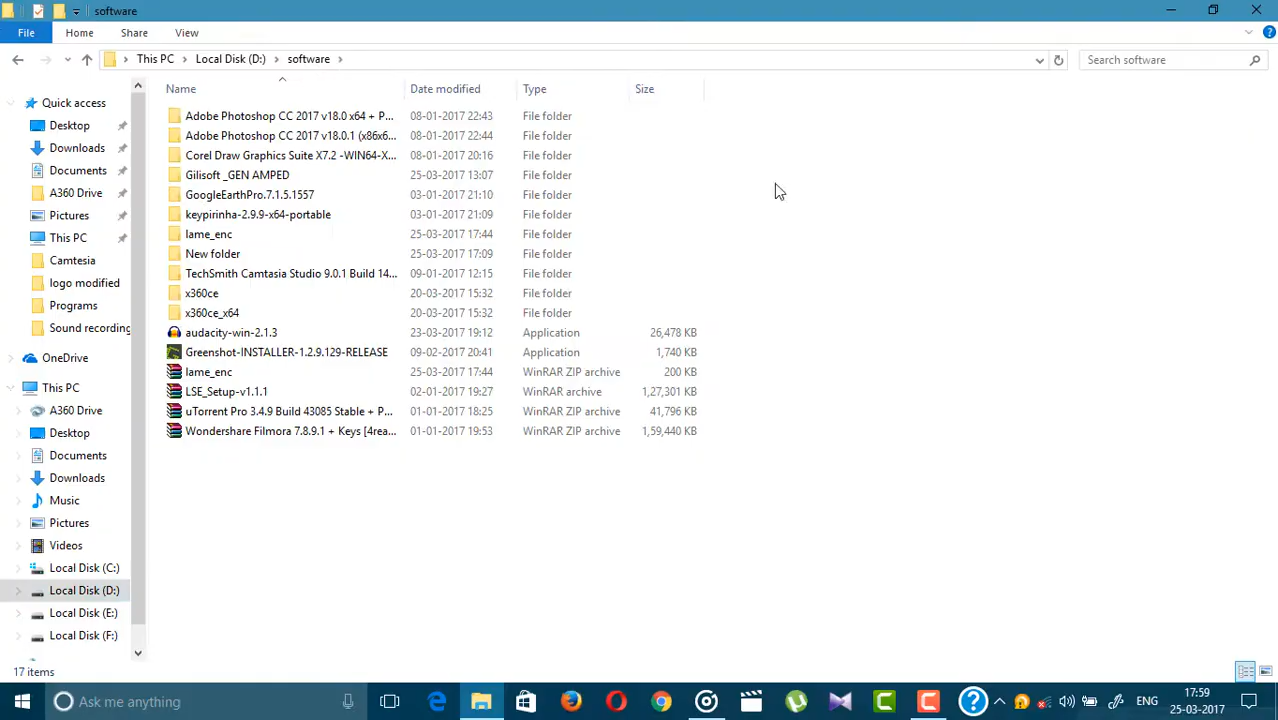 software
File Home Share View
This PC Local Disk (D:) software
Search software
Name Date modified Type Size
Quick access
Desktop
Downloads
Documents
A360 Drive
Pictures
This PC
Camtesia
logo modified
Programs
Sound recording
OneDrive
This PC
A360 Drive
Desktop
Documents
Downloads
Music
Pictures
Videos
Local Disk (C:)
Local Disk (D:)
Local Disk (E:)
Local Disk (F:)
Adobe Photoshop CC 2017 v18.0 x64 + P... 08-01-2017 22:43 File folder
Adobe Photoshop CC 2017 v18.0.1 (x86x6... 08-01-2017 22:44 File folder
Corel Draw Graphics Suite X7.2 -WIN64-X... 08-01-2017 20:16 File folder
Gilisoft _GEN AMPED 25-03-2017 13:07 File folder
GoogleEarthPro.7.1.5.1557 03-01-2017 21:10 File folder
keypirinha-2.9.9-x64-portable 03-01-2017 21:09 File folder
lame_enc 25-03-2017 17:44 File folder
New folder 25-03-2017 17:09 File folder
TechSmith Camtasia Studio 9.0.1 Build 14... 09-01-2017 12:15 File folder
x360ce 20-03-2017 15:32 File folder
x360ce_x64 20-03-2017 15:32 File folder
audacity-win-2.1.3 23-03-2017 19:12 Application 26,478 KB
Greenshot-INSTALLER-1.2.9.129-RELEASE 09-02-2017 20:41 Application 1,740 KB
lame_enc 25-03-2017 17:44 WinRAR ZIP archive 200 KB
LSE_Setup-v1.1.1 02-01-2017 19:27 WinRAR archive 1,27,301 KB
uTorrent Pro 3.4.9 Build 43085 Stable + P... 01-01-2017 18:25 WinRAR ZIP archive 41,796 KB
Wondershare Filmora 7.8.9.1 + Keys [4rea... 01-01-2017 19:53 WinRAR ZIP archive 1,59,440 KB
17 items
Ask me anything
ENG
17:59
25-03-2017